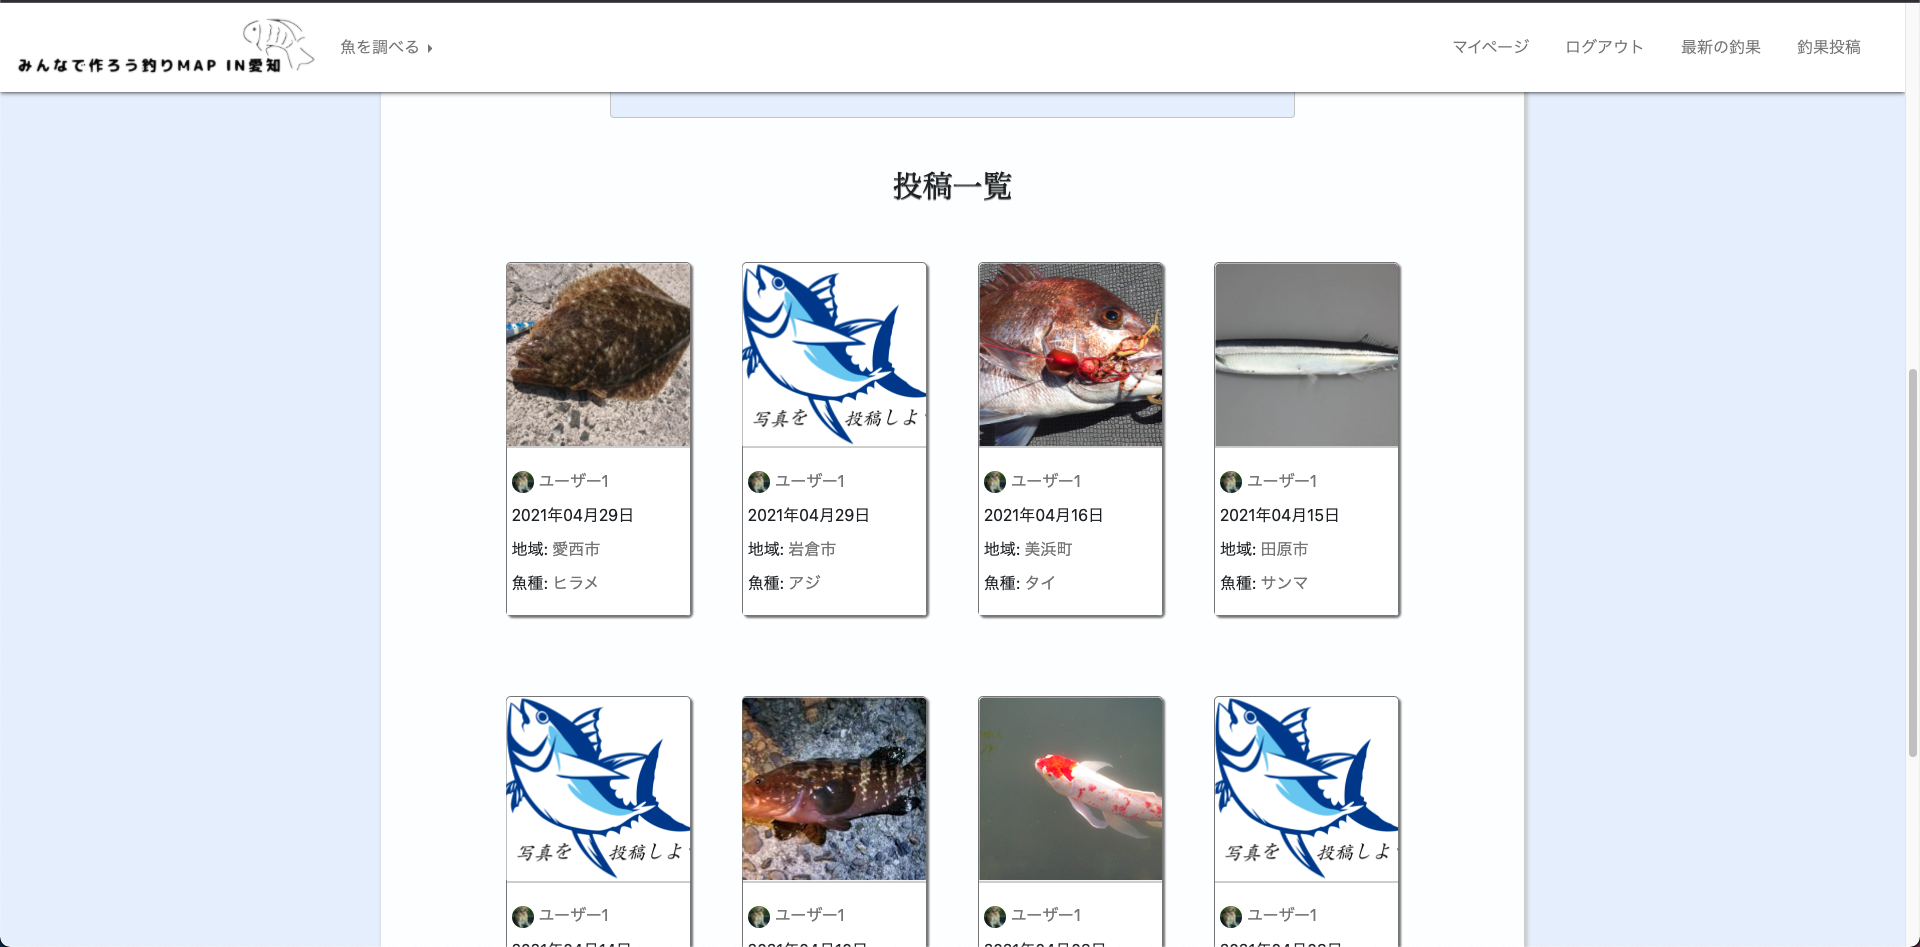 みんなで作ろう釣りMAP IN愛知
魚を調べる
マイページ ログアウト 最新の釣果 釣果投稿
投稿一覧
写真を 投稿しよ
ユーザー1
2021年04月29日
地域: 愛西市
魚種: ヒラメ
ユーザー1
2021年04月29日
地域: 岩倉市
魚種: アジ
ユーザー1
2021年04月16日
地域: 美浜町
魚種: タイ
ユーザー1
2021年04月15日
地域: 田原市
魚種: サンマ
写真を 投稿しよ
写真を 投稿しよ
ユーザー1
ユーザー1
ユーザー1
ユーザー1